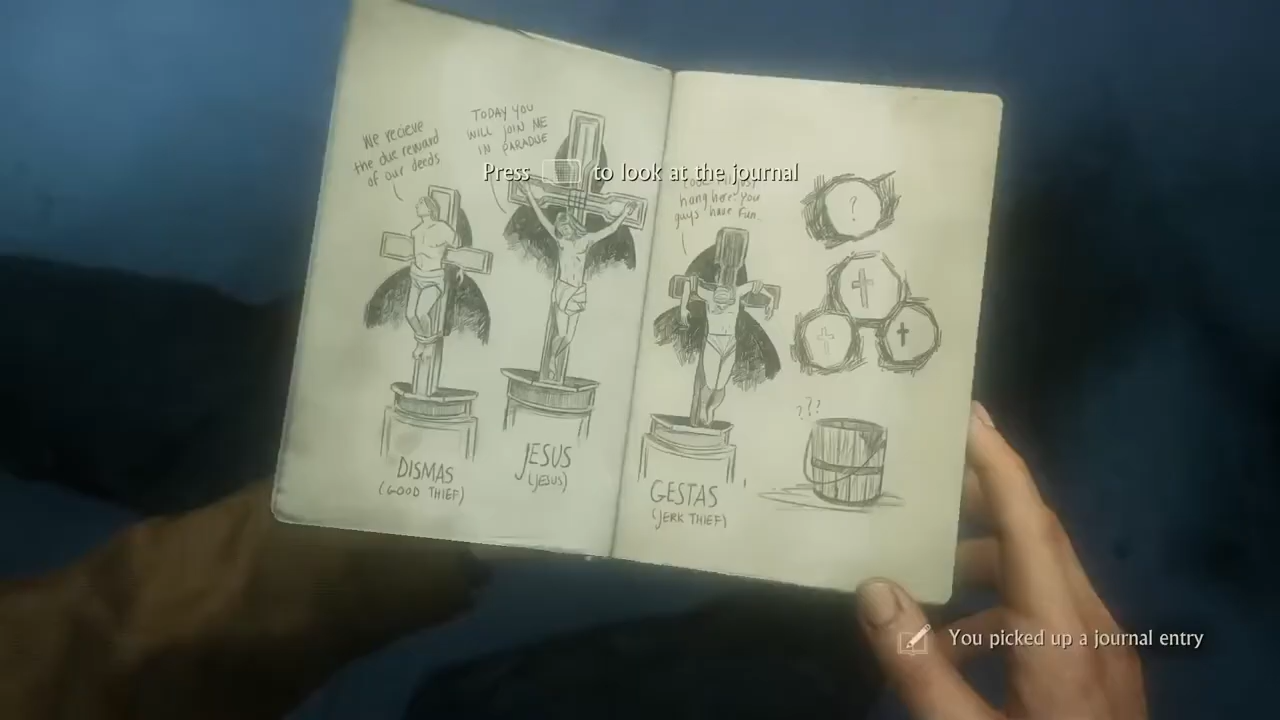 We recieve
the due reward
of our deeds
TODAY YOU
WILL JOIN ME
IN PARADISE
Press to look at the journal
hang here. You
guys have fun..
?
???
DISMAS
(GOOD THIEF)
JESUS
(JESUS)
GESTAS
(JERK THIEF)
You picked up a journal entry